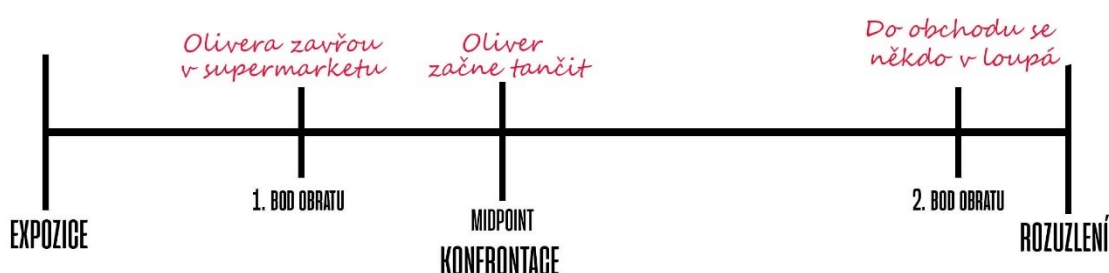 Olivera zavřou
v supermarketu
Oliver
začne tančit
Do obchodu se
někdo v loupá
1. BOD OBRATU
MIDPOINT
2. BOD OBRATU
EXPOZICE
KONFRONTACE
ROZUZLENÍ